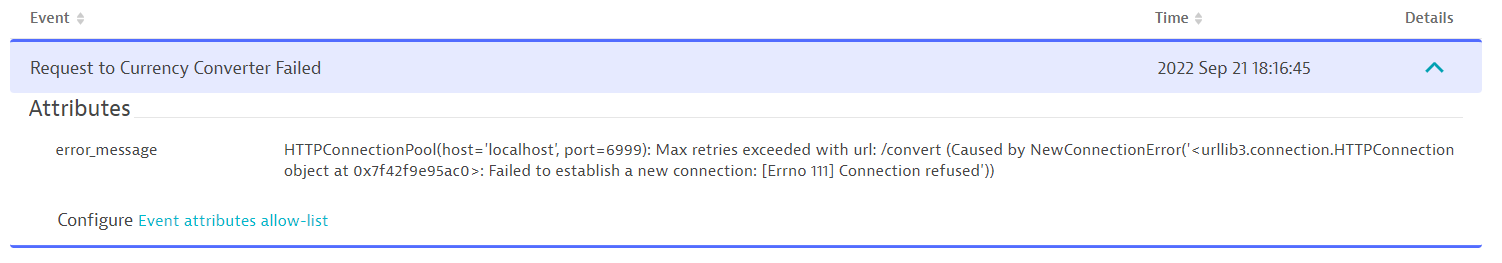 Event Time Details
Request to Currency Converter Failed 2022 Sep 21 18:16:45
Attributes
error_message HTTPConnectionPool(host='localhost', port=6999): Max retries exceeded with url: /convert (Caused by NewConnectionError('<urllib3.connection.HTTPConnection
object at 0x7f42f9e95ac0>: Failed to establish a new connection: [Errno 111] Connection refused'))
Configure Event attributes allow-list